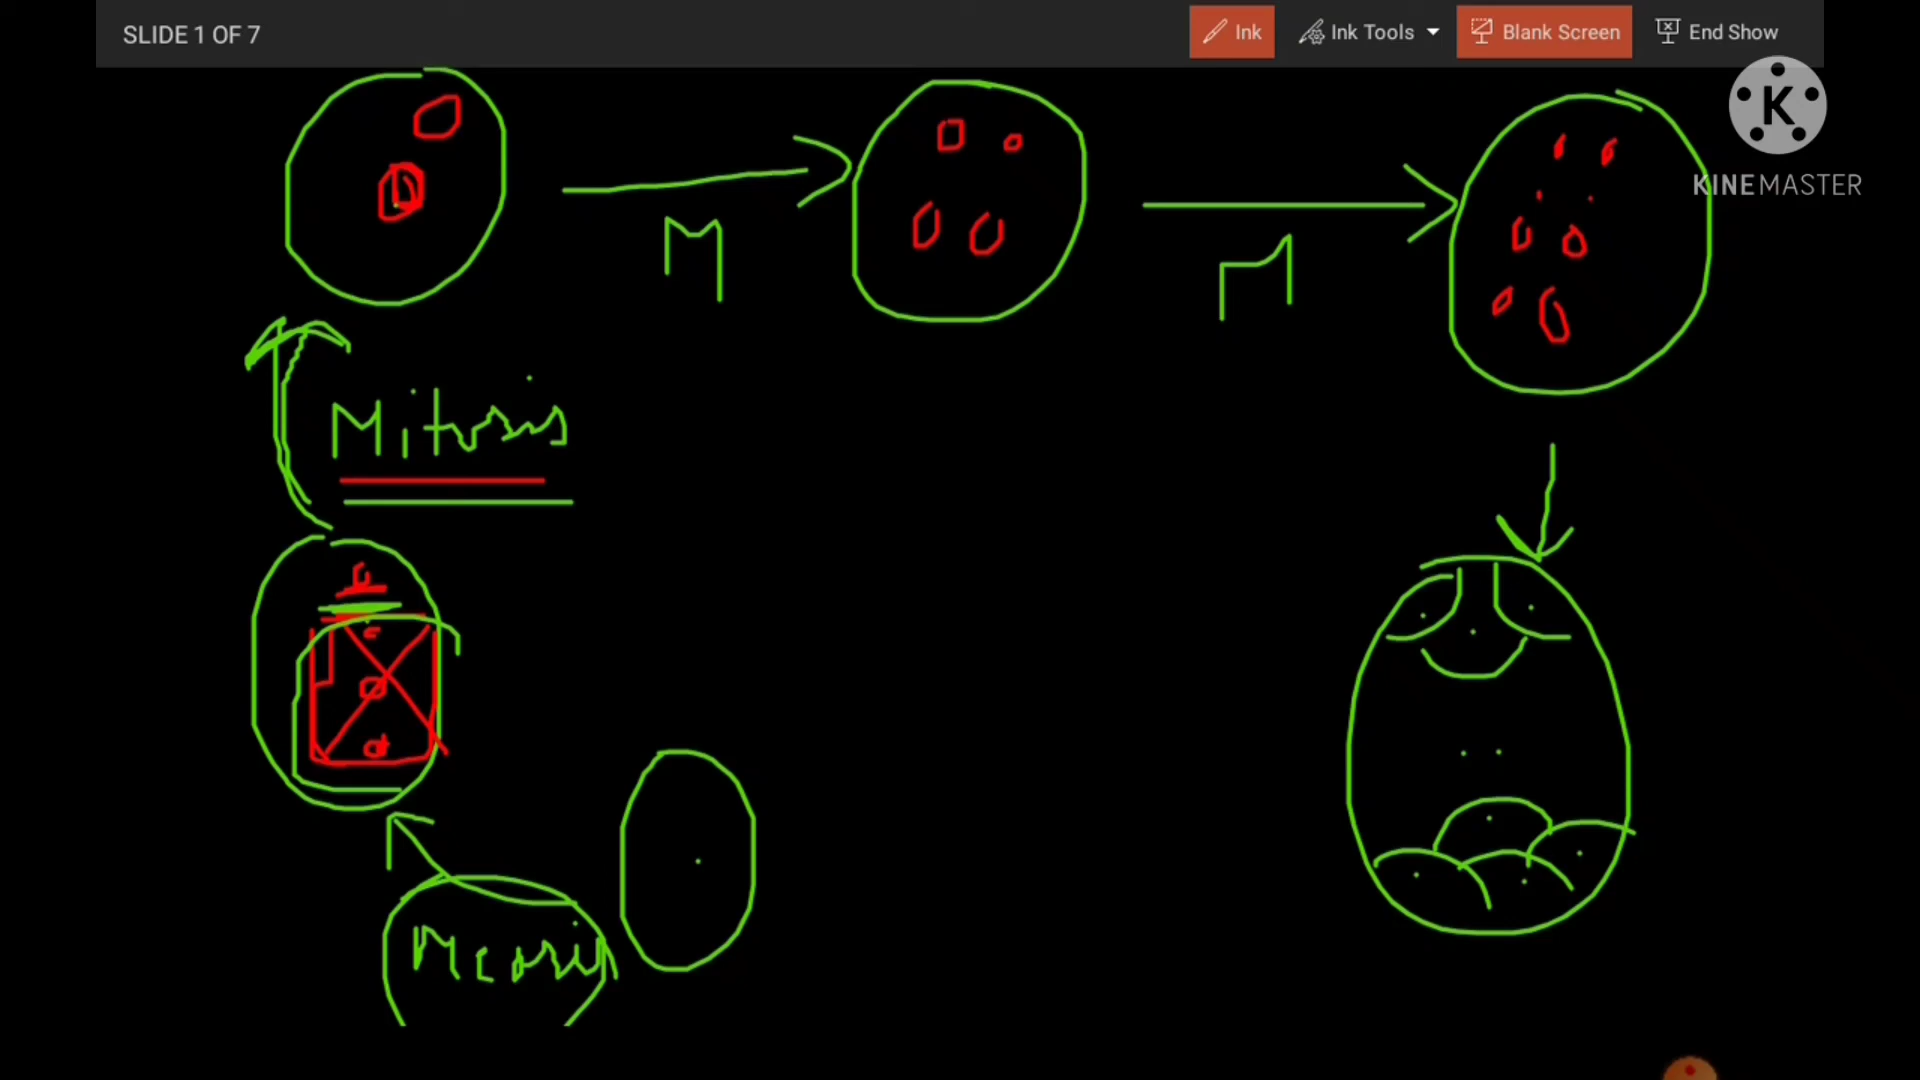 SLIDE 1 OF 7
Ink
Ink Tools
Blank Screen
End Show
K
KINEMASTER
M
M
Mitosis